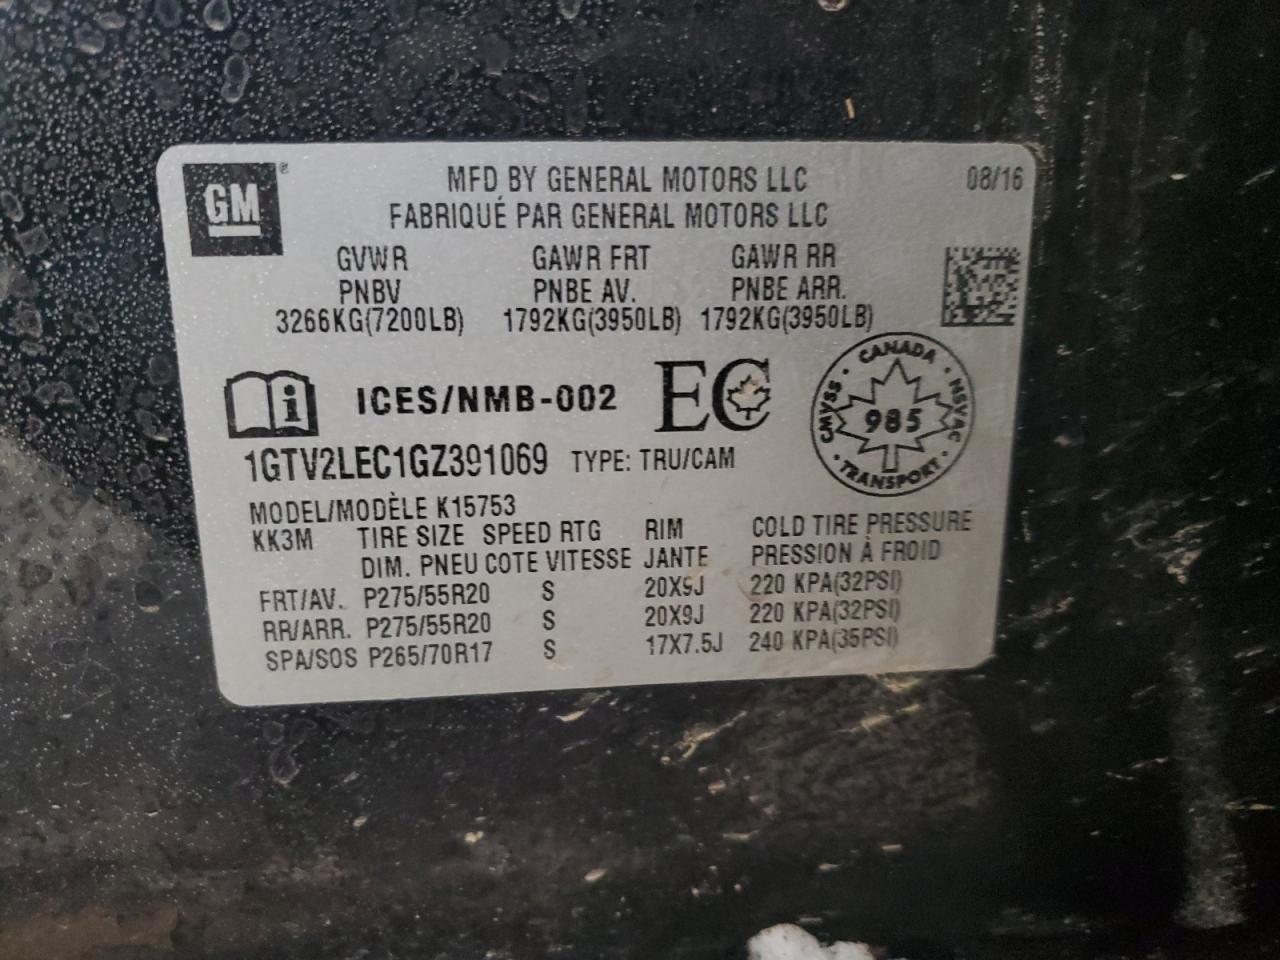 GM ®
MFD BY GENERAL MOTORS LLC 08/16
FABRIQUÉ PAR GENERAL MOTORS LLC
GVWR GAWR FRT GAWR RR
PNBV PNBE AV. PNBE ARR.
3266KG(7200LB) 1792KG(3950LB) 1792KG(3950LB)
i ICES/NMB-002 EC
CANADA
CMVSS 985 NSVAC
TRANSPORT
1GTV2LEC1GZ391069 TYPE: TRU/CAM
MODEL/MODÈLE K15753
KK3M TIRE SIZE SPEED RTG RIM COLD TIRE PRESSURE
DIM. PNEU COTE VITESSE JANTE PRESSION À FROID
FRT/AV. P275/55R20 S 20X9J 220 KPA(32PSI)
RR/ARR. P275/55R20 S 20X9J 220 KPA(32PSI)
SPA/SOS P265/70R17 S 17X7.5J 240 KPA(35PSI)